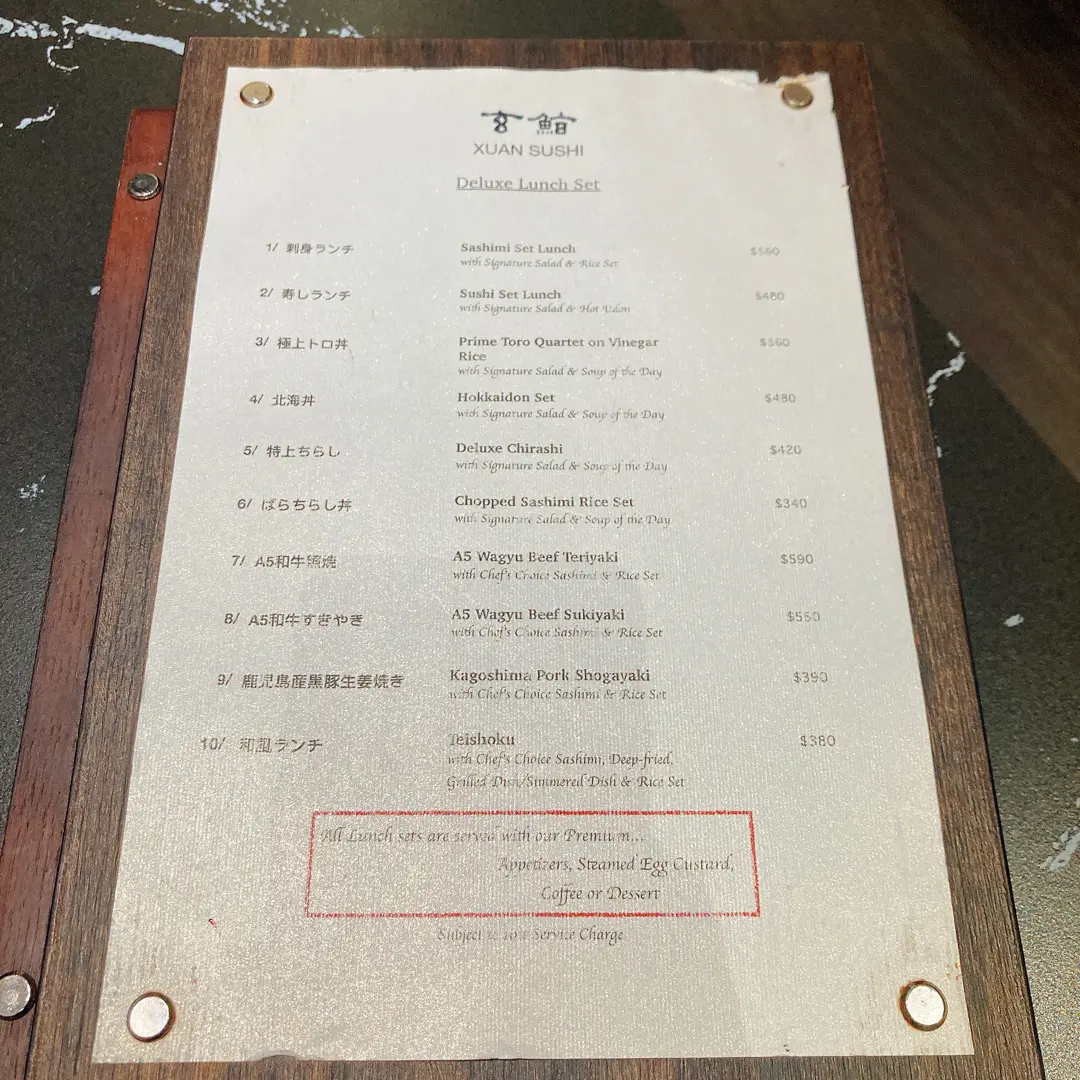 玄鮨
XUAN SUSHI
Deluxe Lunch Set
1/ 刺身ランチ Sashimi Set Lunch $560
with Signature Salad & Rice Set
2/ 寿しランチ Sushi Set Lunch $480
with Signature Salad & Hot Udon
3/ 極上トロ丼 Prime Toro Quartet on Vinegar $560
Rice
with Signature Salad & Soup of the Day
4/ 北海丼 Hokkaidon Set $480
with Signature Salad & Soup of the Day
5/ 特上ちらし Deluxe Chirashi $420
with Signature Salad & Soup of the Day
6/ ばらちらし丼 Chopped Sashimi Rice Set $340
with Signature Salad & Soup of the Day
7/ A5和牛照焼 A5 Wagyu Beef Teriyaki $590
with Chef's Choice Sashimi & Rice Set
8/ A5和牛すきやき A5 Wagyu Beef Sukiyaki $550
with Chef's Choice Sashimi & Rice Set
9/ 鹿児島産黒豚生姜焼き Kagoshima Pork Shogayaki $390
with Chef's Choice Sashimi & Rice Set
10/ 和風ランチ Teishoku $380
with Chef's Choice Sashimi, Deep-fried,
Grilled Dish/Simmered Dish & Rice Set
All Lunch sets are served with our Premium...
Appetizers, Steamed Egg Custard,
Coffee or Dessert
Subject to Service Charge